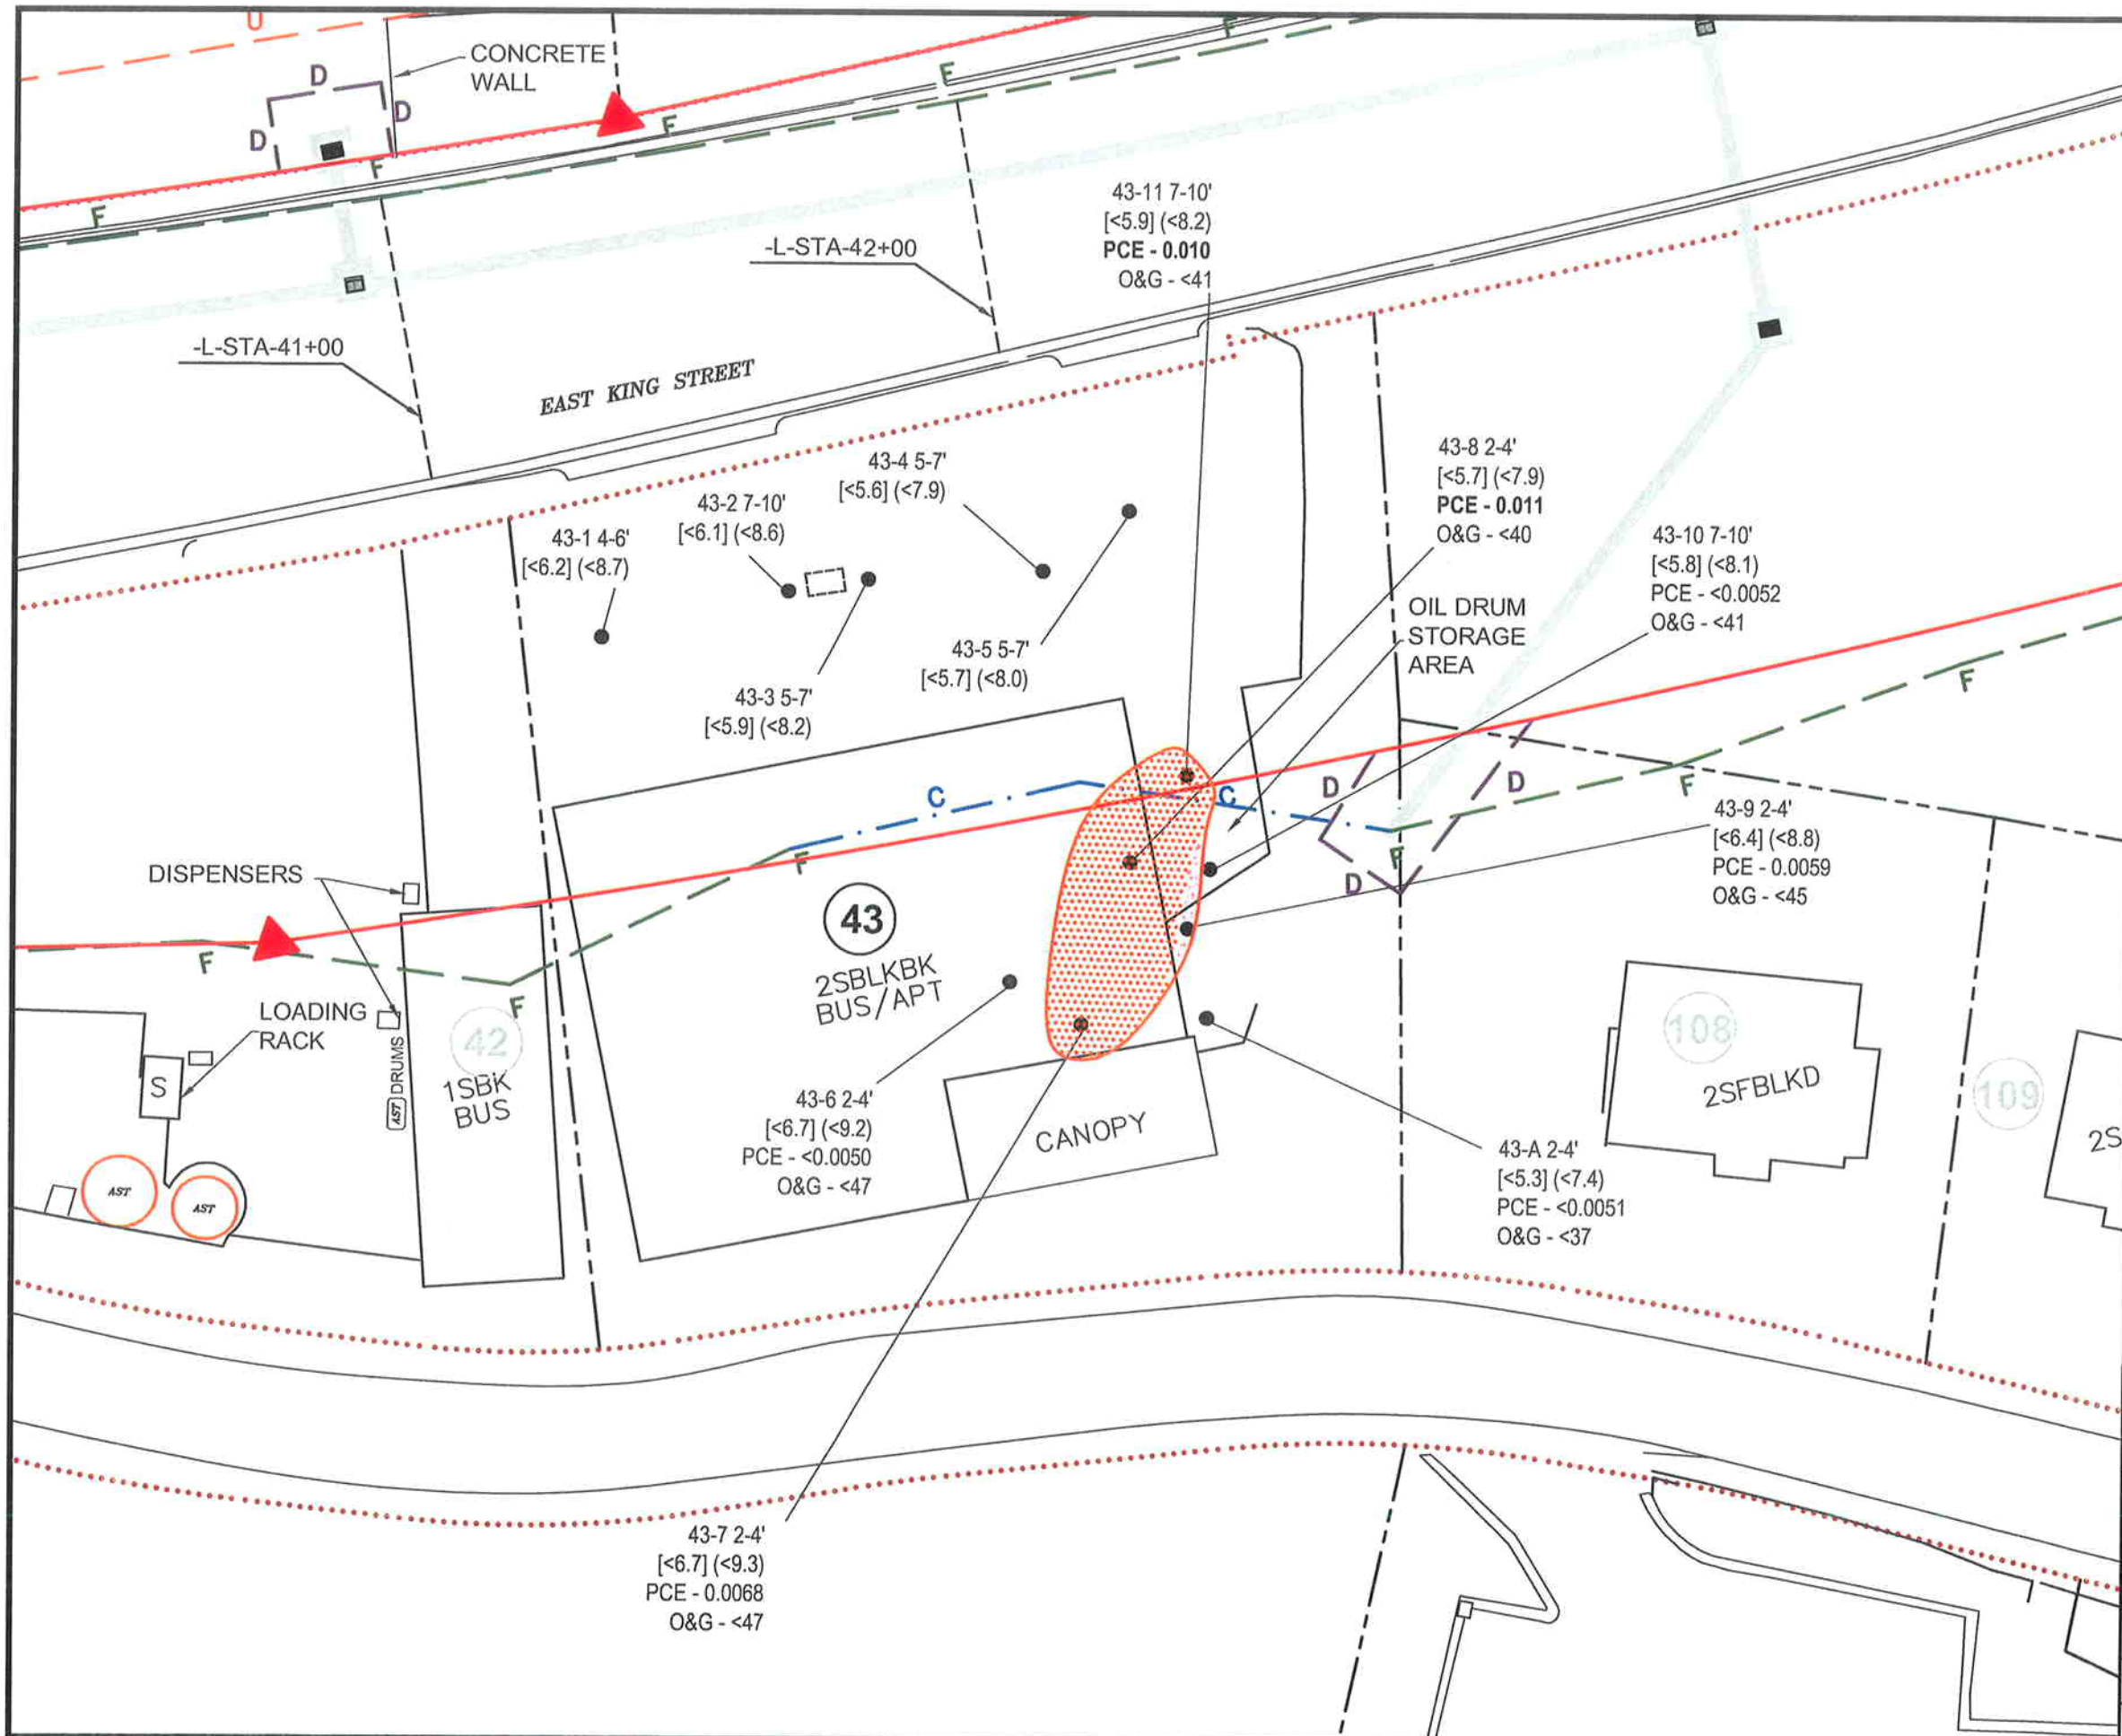 U
CONCRETE
WALL
D
D
D
F
F
F
F
F
-L-STA-42+00
-L-STA-41+00
EAST KING STREET
43-11 7-10'
[<5.9] (<8.2)
PCE - 0.010
O&G - <41
43-8 2-4'
[<5.7] (<7.9)
PCE - 0.011
O&G - <40
43-4 5-7'
[<5.6] (<7.9)
43-2 7-10'
[<6.1] (<8.6)
43-1 4-6'
[<6.2] (<8.7)
43-10 7-10'
[<5.8] (<8.1)
PCE - <0.0052
O&G - <41
OIL DRUM
STORAGE
AREA
43-5 5-7'
[<5.7] (<8.0)
43-3 5-7'
[<5.9] (<8.2)
F
D
D
F
C
C
43-9 2-4'
[<6.4] (<8.8)
PCE - 0.0059
O&G - <45
F
F
D
DISPENSERS
43
2SBLKBK
BUS/APT
F
F
LOADING
RACK
42
1SBK
BUS
S
AST DRUMS
AST
AST
108
2SFBLKD
109
2S
43-6 2-4'
[<6.7] (<9.2)
PCE - <0.0050
O&G - <47
CANOPY
43-A 2-4'
[<5.3] (<7.4)
PCE - <0.0051
O&G - <37
43-7 2-4'
[<6.7] (<9.3)
PCE - 0.0068
O&G - <47